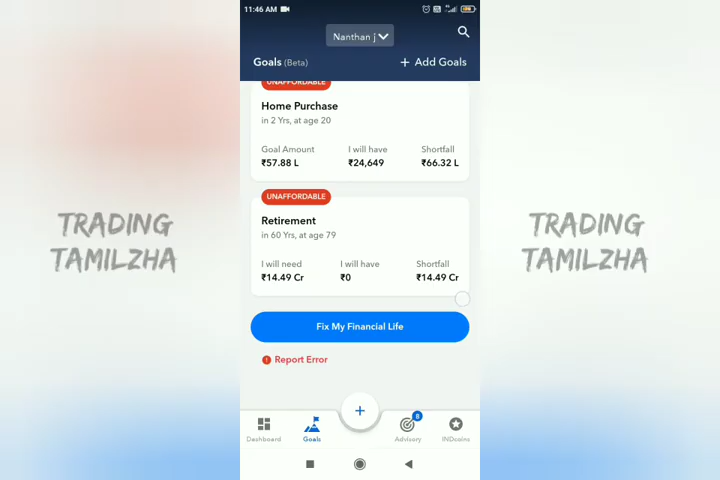 11:46 AM
Nanthan j
Goals (Beta)
+ Add Goals
UNAFFORDABLE
Home Purchase
in 2 Yrs, at age 20
Goal Amount I will have Shortfall
₹57.88 L ₹24,649 ₹66.32 L
UNAFFORDABLE
Retirement
in 60 Yrs, at age 79
I will need I will have Shortfall
₹14.49 Cr ₹0 ₹14.49 Cr
Fix My Financial Life
! Report Error
+
8
Dashboard Goals Advisory INDcoins
TRADING
TAMILZHA
TRADING
TAMILZHA